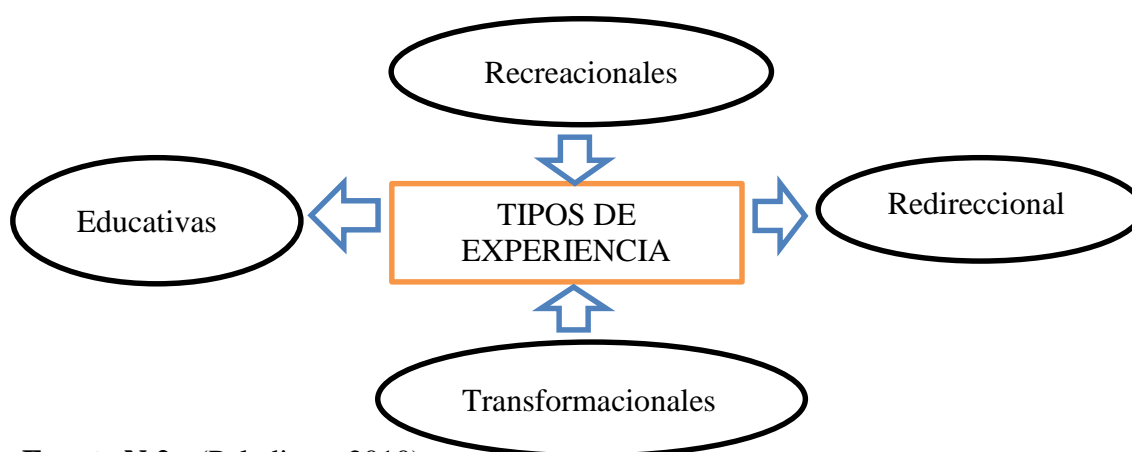 Recreacionales
Educativas
TIPOS DE
EXPERIENCIA
Redireccional
Transformacionales